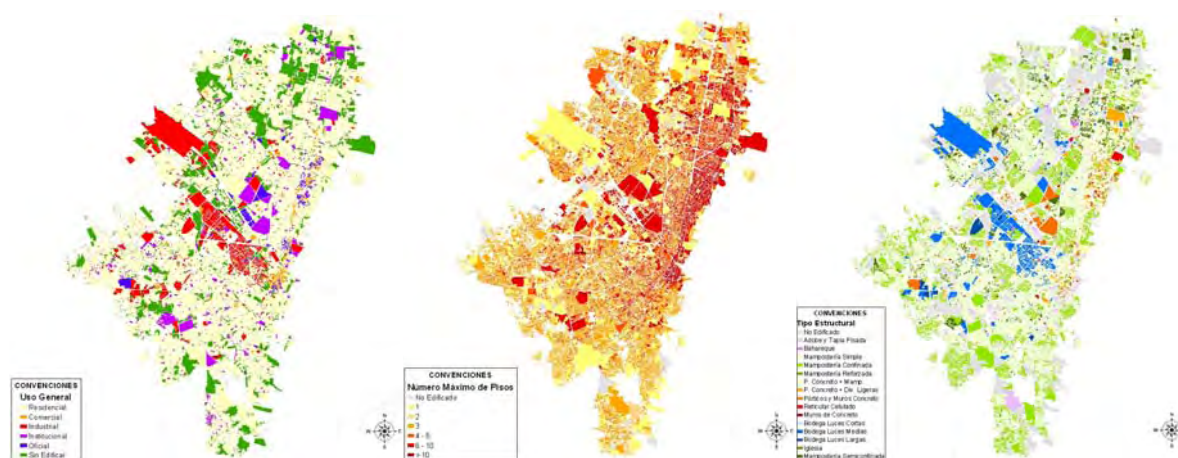 CONVENCIONES
Uso General
Residencial
Comercial
Industrial
Institucional
Oficial
Sin Edificar
CONVENCIONES
Número Máximo de Pisos
No Edificado
1
2
3
4 - 5
6 - 10
> 10
CONVENCIONES
Tipo Estructural
No Edificado
Adobe y Tapia Pisada
Bahareque
Mampostería Simple
Mampostería Confinada
Mampostería Reforzada
P. Concreto + Mamp.
P. Concreto + Div. Ligeras
Pórticos y Muros Concreto
Reticular Celulado
Muros de Concreto
Bodega Luces Cortas
Bodega Luces Medias
Bodega Luces Largas
Iglesia
Mampostería Semiconfinada